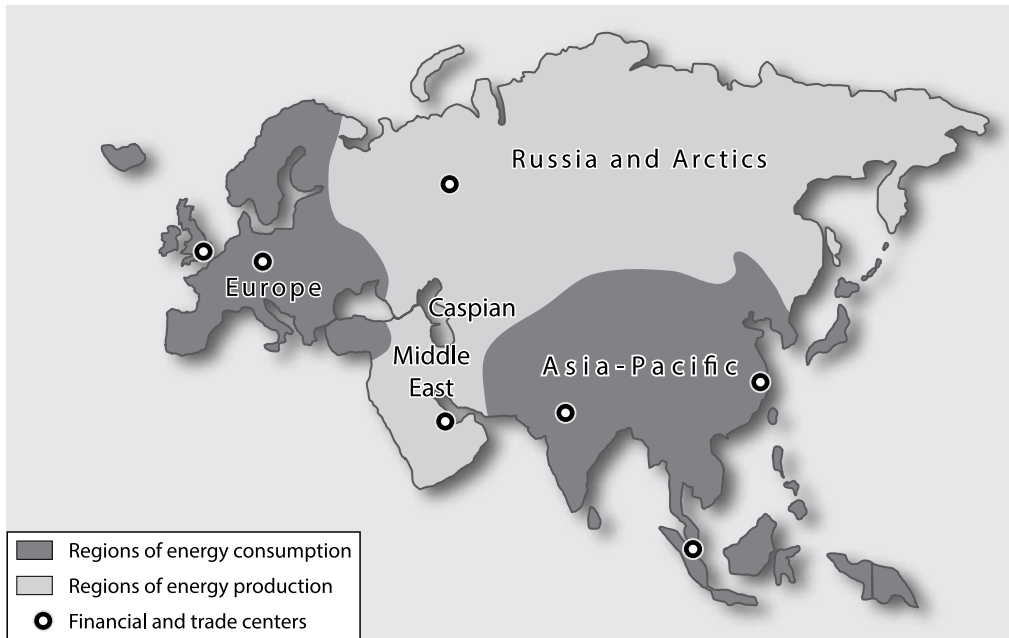 Russia and Arctics
Europe
Caspian
Middle
East
Asia-Pacific
Regions of energy consumption
Regions of energy production
Financial and trade centers